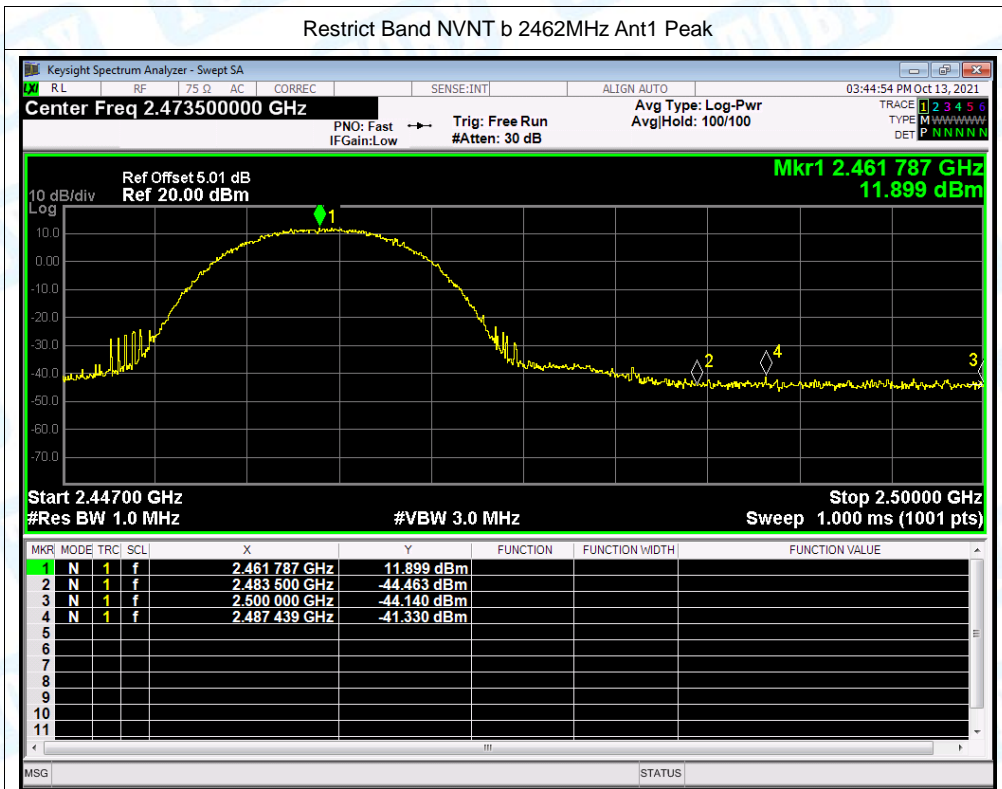 Restrict Band NVNT b 2462MHz Ant1 Peak
Keysight Spectrum Analyzer - Swept SA
LXI RL RF 75 Ω AC CORREC SENSE:INT ALIGN AUTO 03:44:54 PM Oct 13, 2021
Center Freq 2.473500000 GHz Avg Type: Log-Pwr TRACE 1 2 3 4 5 6
PNO: Fast Trig: Free Run Avg|Hold: 100/100 TYPE M WWWWW
IFGain:Low #Atten: 30 dB DET P N N N N N
Ref Offset 5.01 dB Mkr1 2.461 787 GHz
10 dB/div Ref 20.00 dBm 11.899 dBm
Log
1
10.0
0.00
-10.0
-20.0
-30.0
2 4 3
-40.0
-50.0
-60.0
-70.0
Start 2.44700 GHz Stop 2.50000 GHz
#Res BW 1.0 MHz #VBW 3.0 MHz Sweep 1.000 ms (1001 pts)
MKR MODE TRC SCL X Y FUNCTION FUNCTION WIDTH FUNCTION VALUE
1 N 1 f 2.461 787 GHz 11.899 dBm
2 N 1 f 2.483 500 GHz -44.463 dBm
3 N 1 f 2.500 000 GHz -44.140 dBm
4 N 1 f 2.487 439 GHz -41.330 dBm
5
6
7
8
9
10
11
MSG STATUS